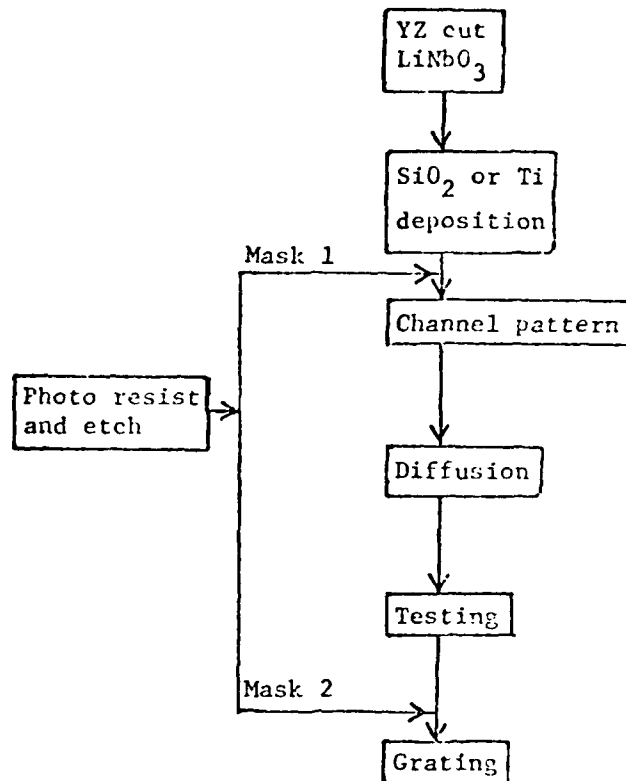 YZ cut
LiNbO3
SiO2 or Ti
deposition
Mask 1
Channel pattern
Photo resist
and etch
Diffusion
Testing
Mask 2
Grating